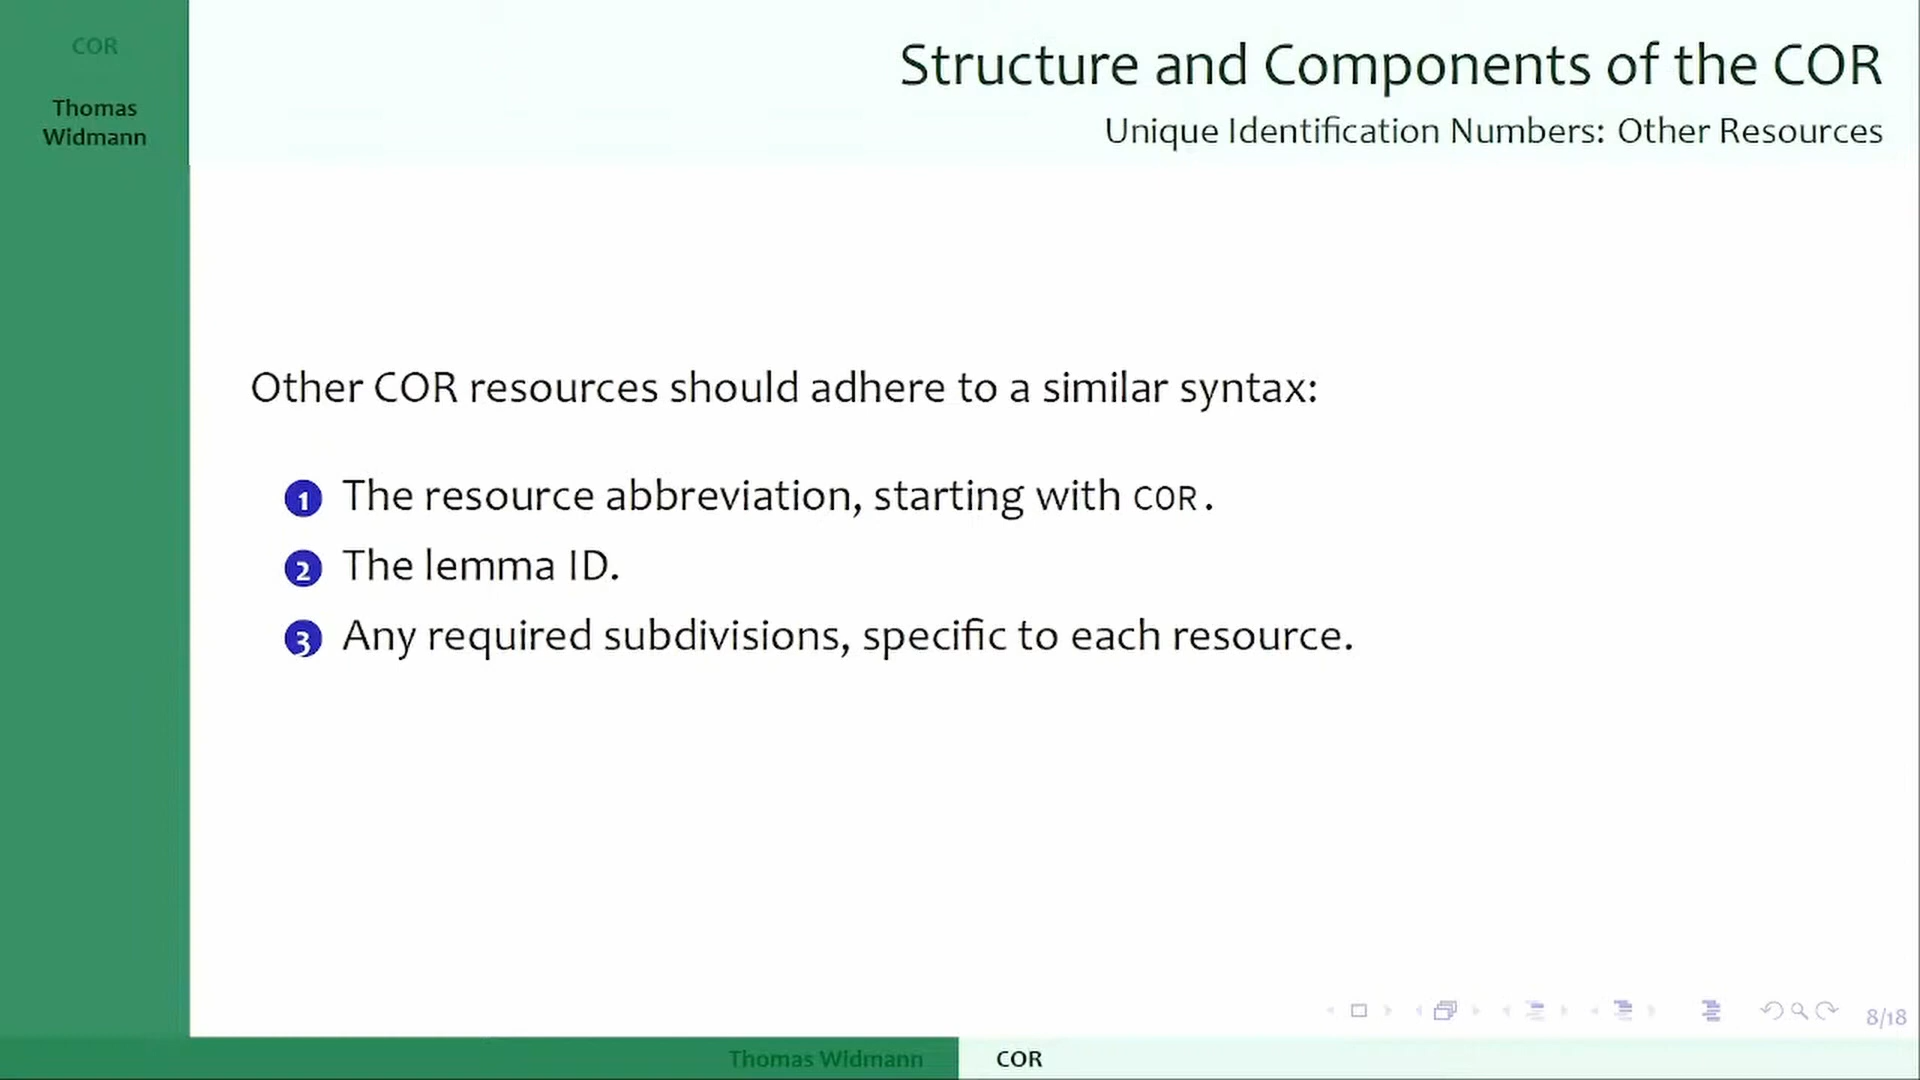 COR
Thomas
Widmann
Structure and Components of the COR
Unique Identification Numbers: Other Resources
Other COR resources should adhere to a similar syntax:
1 The resource abbreviation, starting with COR.
2 The lemma ID.
3 Any required subdivisions, specific to each resource.
8/18
Thomas Widmann
COR